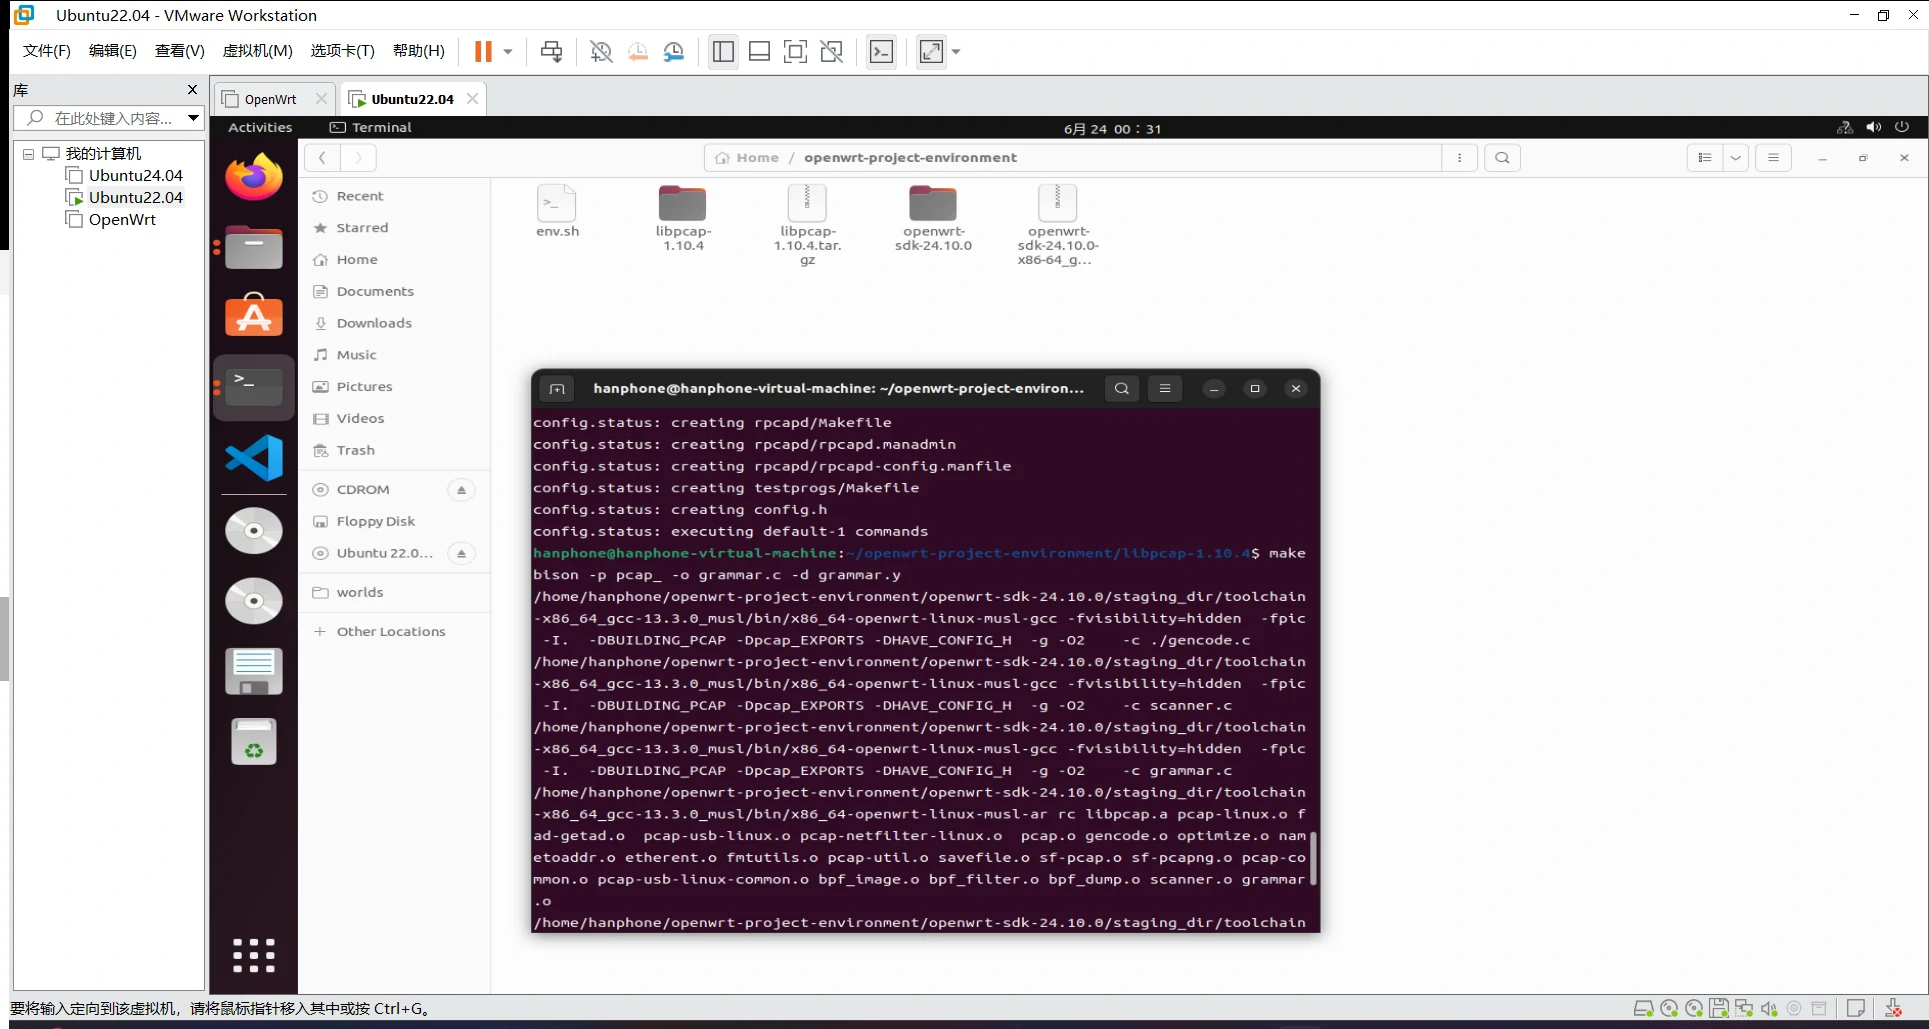 Ubuntu22.04 - VMware Workstation
文件(F) 编辑(E) 查看(V) 虚拟机(M) 选项卡(T) 帮助(H)
库
在此处键入内容...
我的计算机
Ubuntu24.04
Ubuntu22.04
OpenWrt
OpenWrt
Ubuntu22.04
Activities Terminal 6月 24 00：31
Home / openwrt-project-environment
Recent
Starred
Home
Documents
Downloads
Music
Pictures
Videos
Trash
CDROM
Floppy Disk
Ubuntu 22.0...
worlds
Other Locations
env.sh
libpcap-
1.10.4
libpcap-
1.10.4.tar.
gz
openwrt-
sdk-24.10.0
openwrt-
sdk-24.10.0-
x86-64_g...
hanphone@hanphone-virtual-machine: ~/openwrt-project-environ...
config.status: creating rpcapd/Makefile
config.status: creating rpcapd/rpcapd.manadmin
config.status: creating rpcapd/rpcapd-config.manfile
config.status: creating testprogs/Makefile
config.status: creating config.h
config.status: executing default-1 commands
hanphone@hanphone-virtual-machine:~/openwrt-project-environment/libpcap-1.10.4$ make
bison -p pcap_ -o grammar.c -d grammar.y
/home/hanphone/openwrt-project-environment/openwrt-sdk-24.10.0/staging_dir/toolchain
-x86_64_gcc-13.3.0_musl/bin/x86_64-openwrt-linux-musl-gcc -fvisibility=hidden  -fpic
 -I.  -DBUILDING_PCAP -Dpcap_EXPORTS -DHAVE_CONFIG_H  -g -O2    -c ./gencode.c
/home/hanphone/openwrt-project-environment/openwrt-sdk-24.10.0/staging_dir/toolchain
-x86_64_gcc-13.3.0_musl/bin/x86_64-openwrt-linux-musl-gcc -fvisibility=hidden  -fpic
 -I.  -DBUILDING_PCAP -Dpcap_EXPORTS -DHAVE_CONFIG_H  -g -O2    -c scanner.c
/home/hanphone/openwrt-project-environment/openwrt-sdk-24.10.0/staging_dir/toolchain
-x86_64_gcc-13.3.0_musl/bin/x86_64-openwrt-linux-musl-gcc -fvisibility=hidden  -fpic
 -I.  -DBUILDING_PCAP -Dpcap_EXPORTS -DHAVE_CONFIG_H  -g -O2    -c grammar.c
/home/hanphone/openwrt-project-environment/openwrt-sdk-24.10.0/staging_dir/toolchain
-x86_64_gcc-13.3.0_musl/bin/x86_64-openwrt-linux-musl-ar rc libpcap.a pcap-linux.o f
ad-getad.o  pcap-usb-linux.o pcap-netfilter-linux.o  pcap.o gencode.o optimize.o nam
etoaddr.o etherent.o fmtutils.o pcap-util.o savefile.o sf-pcap.o sf-pcapng.o pcap-co
mmon.o pcap-usb-linux-common.o bpf_image.o bpf_filter.o bpf_dump.o scanner.o grammar
.o
/home/hanphone/openwrt-project-environment/openwrt-sdk-24.10.0/staging_dir/toolchain
要将输入定向到该虚拟机，请将鼠标指针移入其中或按 Ctrl+G。